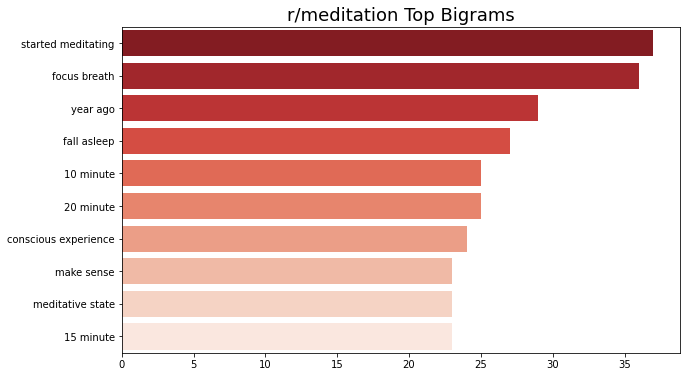 r/meditation Top Bigrams
started meditating
focus breath
year ago
fall asleep
10 minute
20 minute
conscious experience
make sense
meditative state
15 minute
0 5 10 15 20 25 30 35